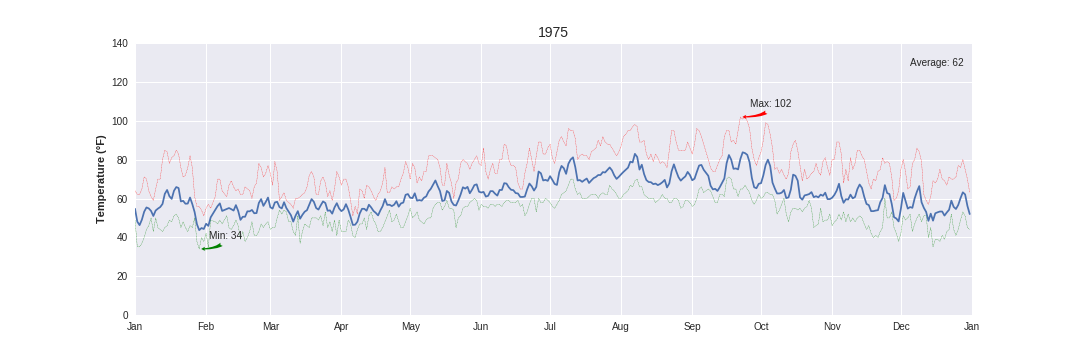 1975
140
Average: 62
120
Max: 102
100
80
Temperature (°F)
60
Min: 34
40
20
0
Jan Feb Mar Apr May Jun Jul Aug Sep Oct Nov Dec Jan